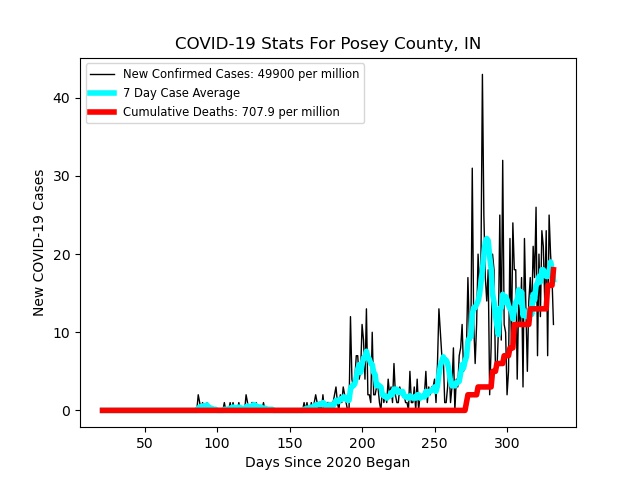 COVID-19 Stats For Posey County, IN
New Confirmed Cases: 49900 per million
7 Day Case Average
Cumulative Deaths: 707.9 per million
New COVID-19 Cases
40
30
20
10
0
50 100 150 200 250 300
Days Since 2020 Began